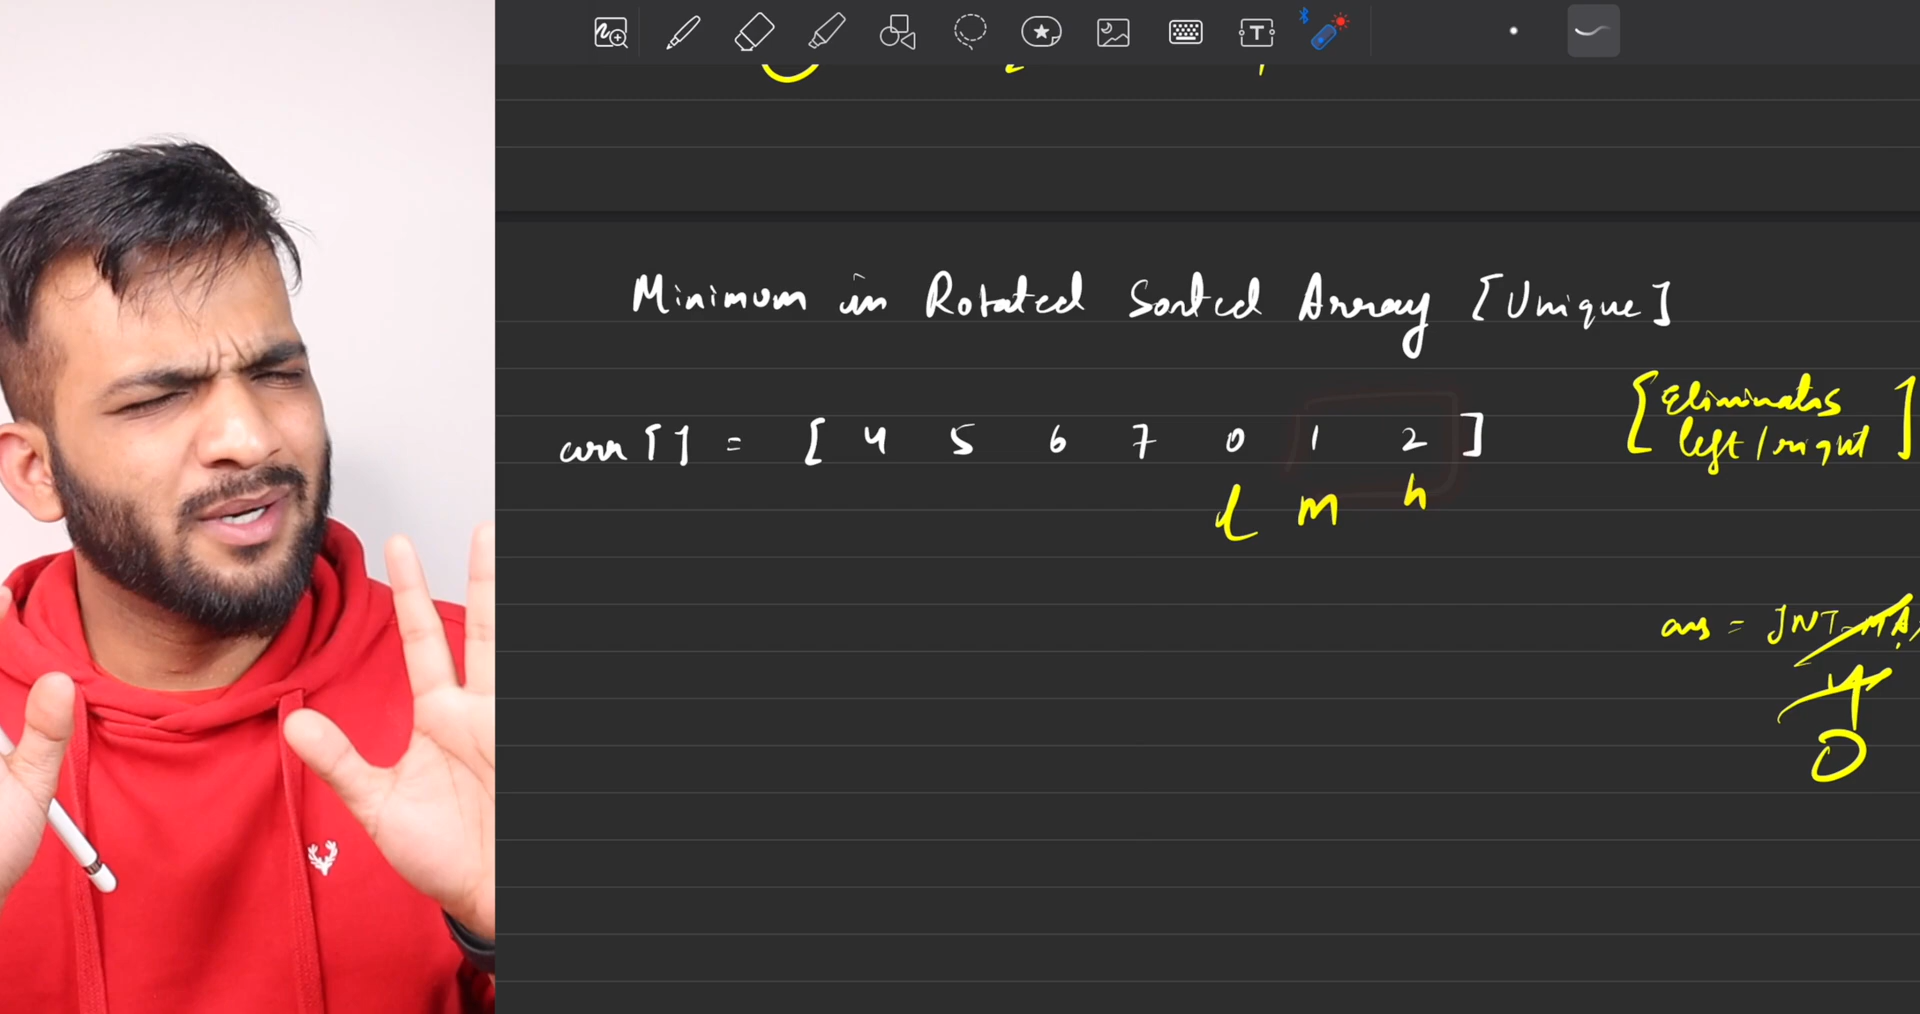 Minimum in Rotated Sorted Array [Unique]
arr[] = [ 4 5 6 7 0 1 2 ]
l m h
[Eliminates
left/right]
ans =
4
0